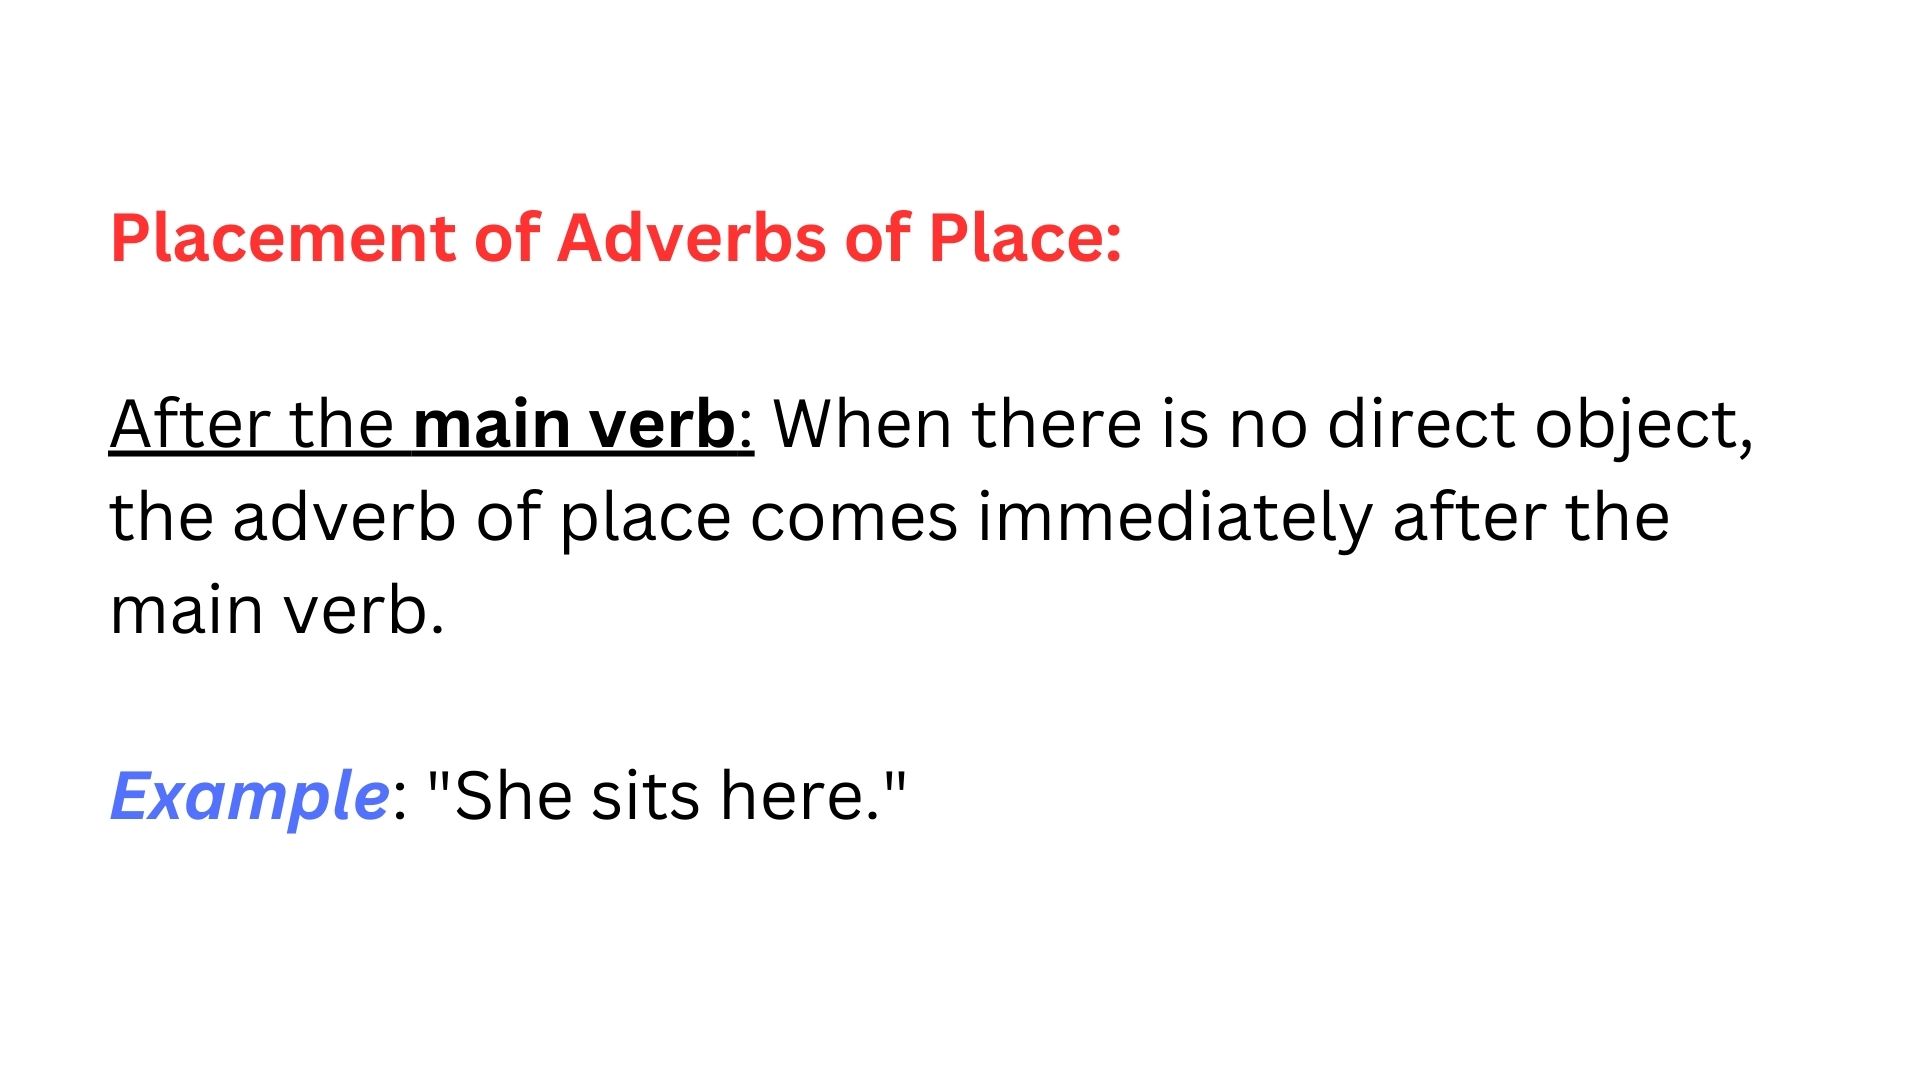 Placement of Adverbs of Place:
After the main verb: When there is no direct object,
the adverb of place comes immediately after the
main verb.
Example: "She sits here."